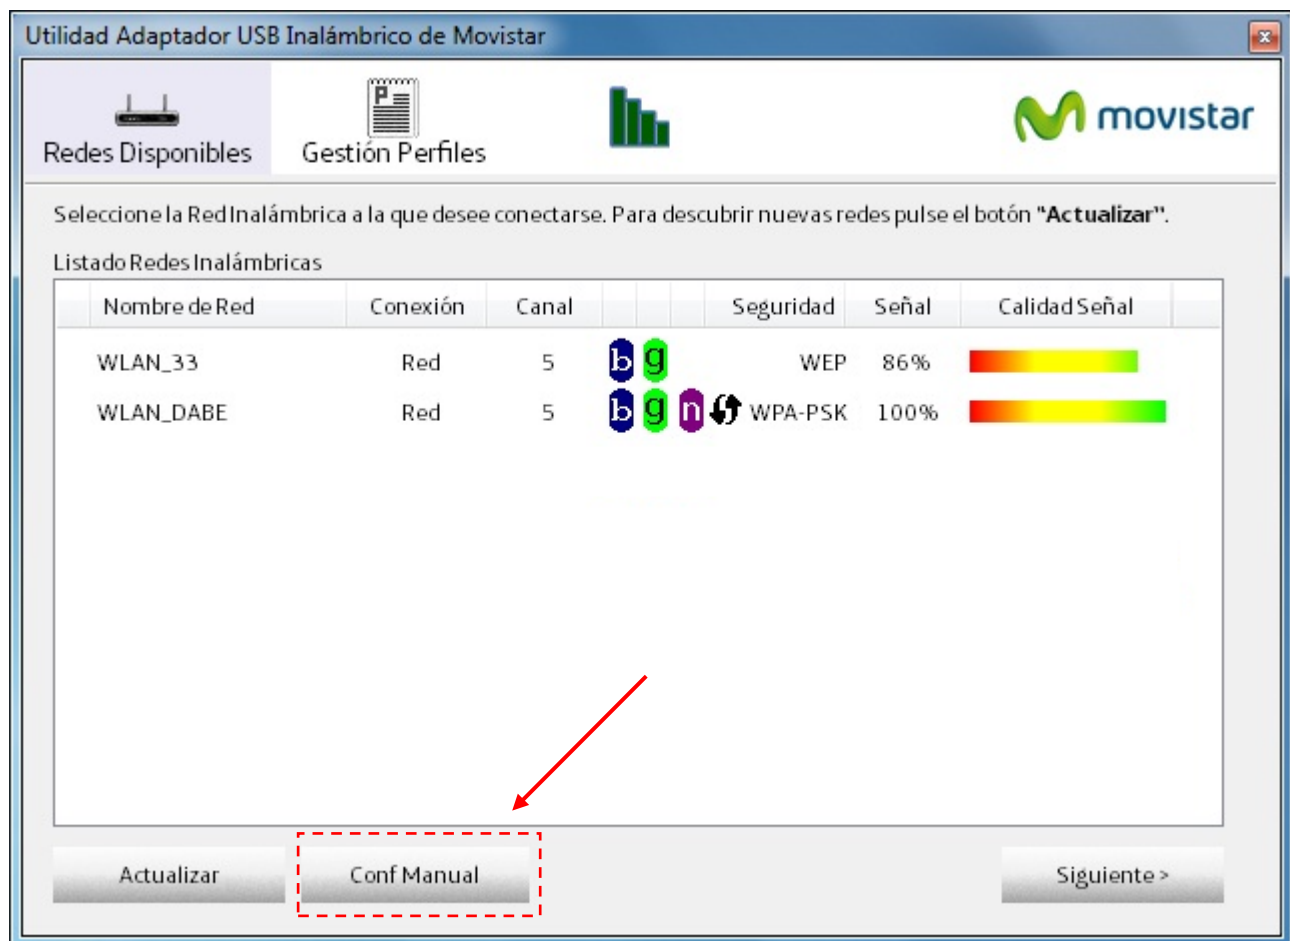 Utilidad Adaptador USB Inalámbrico de Movistar
movistar
Redes Disponibles Gestión Perfiles
Seleccione la Red Inalámbrica a la que desee conectarse. Para descubrir nuevas redes pulse el botón "Actualizar".
Listado Redes Inalámbricas
Nombre de Red Conexión Canal Seguridad Señal Calidad Señal
WLAN_33 Red 5 b g WEP 86%
WLAN_DABE Red 5 b g n WPA-PSK 100%
Actualizar Conf Manual Siguiente >